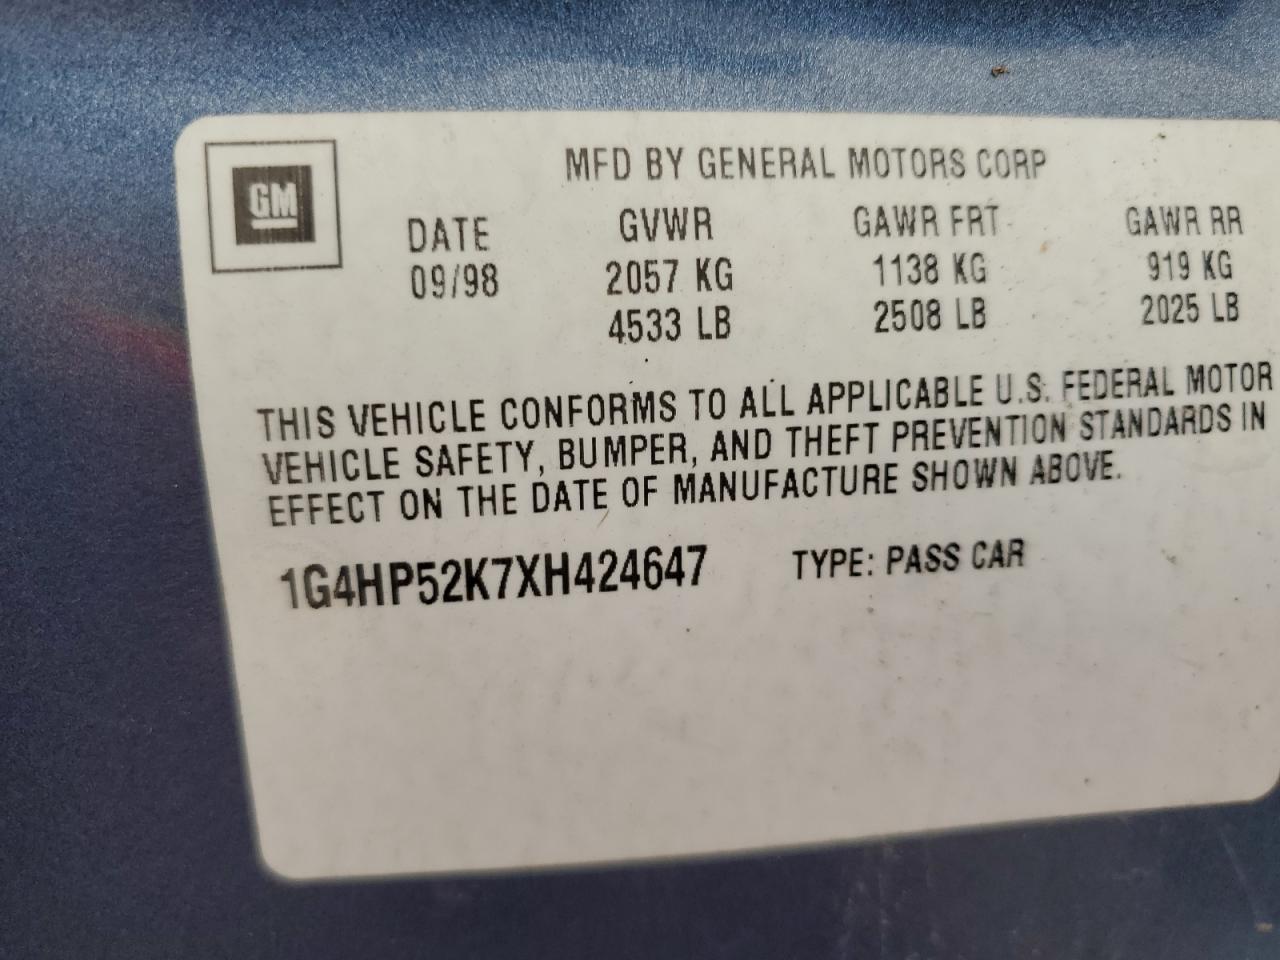 GM
MFD BY GENERAL MOTORS CORP
DATE GVWR GAWR FRT GAWR RR
09/98 2057 KG 1138 KG 919 KG
4533 LB 2508 LB 2025 LB
THIS VEHICLE CONFORMS TO ALL APPLICABLE U.S. FEDERAL MOTOR
VEHICLE SAFETY, BUMPER, AND THEFT PREVENTION STANDARDS IN
EFFECT ON THE DATE OF MANUFACTURE SHOWN ABOVE.
1G4HP52K7XH424647 TYPE: PASS CAR